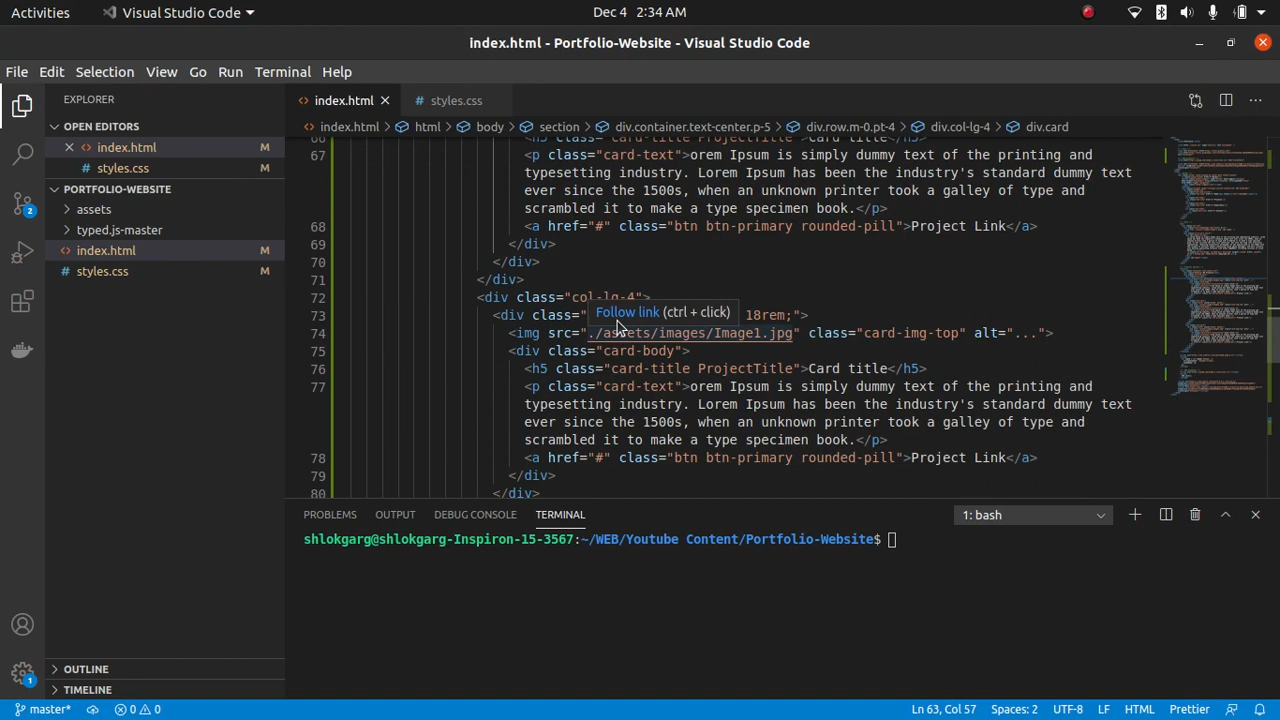 Activities
Visual Studio Code
Dec 4 2:34 AM
index.html - Portfolio-Website - Visual Studio Code
File Edit Selection View Go Run Terminal Help
EXPLORER
OPEN EDITORS
index.html M
styles.css M
PORTFOLIO-WEBSITE
assets
typed.js-master
index.html M
styles.css M
OUTLINE
TIMELINE
2
1
index.html
styles.css
index.html html body section div.container.text-center.p-5 div.row.m-0.pt-4 div.col-lg-4 div.card
66 <h5 class="card-title ProjectTitle">Card title</h5>
67 <p class="card-text">orem Ipsum is simply dummy text of the printing and
typesetting industry. Lorem Ipsum has been the industry's standard dummy text
ever since the 1500s, when an unknown printer took a galley of type and
scrambled it to make a type specimen book.</p>
68 <a href="#" class="btn btn-primary rounded-pill">Project Link</a>
69 </div>
70 </div>
71 </div>
72 <div class="col-lg-4">
73 <div class= 18rem;">
Follow link (ctrl + click)
74 <img src="./assets/images/Image1.jpg" class="card-img-top" alt="...">
75 <div class="card-body">
76 <h5 class="card-title ProjectTitle">Card title</h5>
77 <p class="card-text">orem Ipsum is simply dummy text of the printing and
typesetting industry. Lorem Ipsum has been the industry's standard dummy text
ever since the 1500s, when an unknown printer took a galley of type and
scrambled it to make a type specimen book.</p>
78 <a href="#" class="btn btn-primary rounded-pill">Project Link</a>
79 </div>
80 </div>
PROBLEMS OUTPUT DEBUG CONSOLE TERMINAL
1: bash
shlokgarg@shlokgarg-Inspiron-15-3567:~/WEB/Youtube Content/Portfolio-Website$
master* 0 0
Ln 63, Col 57 Spaces: 2 UTF-8 LF HTML Prettier